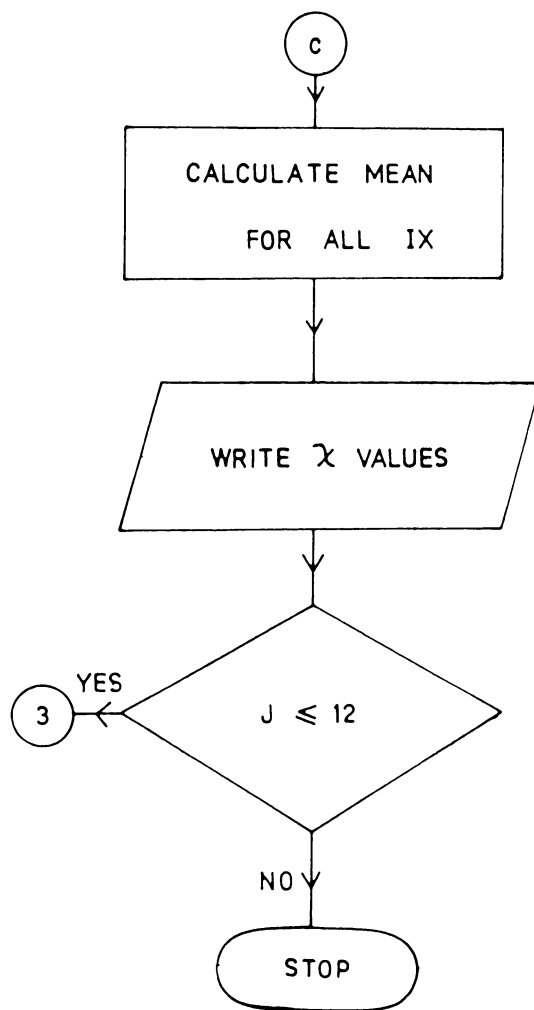 C
CALCULATE MEAN
FOR ALL IX
WRITE χ VALUES
YES
3
J ⩽ 12
NO
STOP